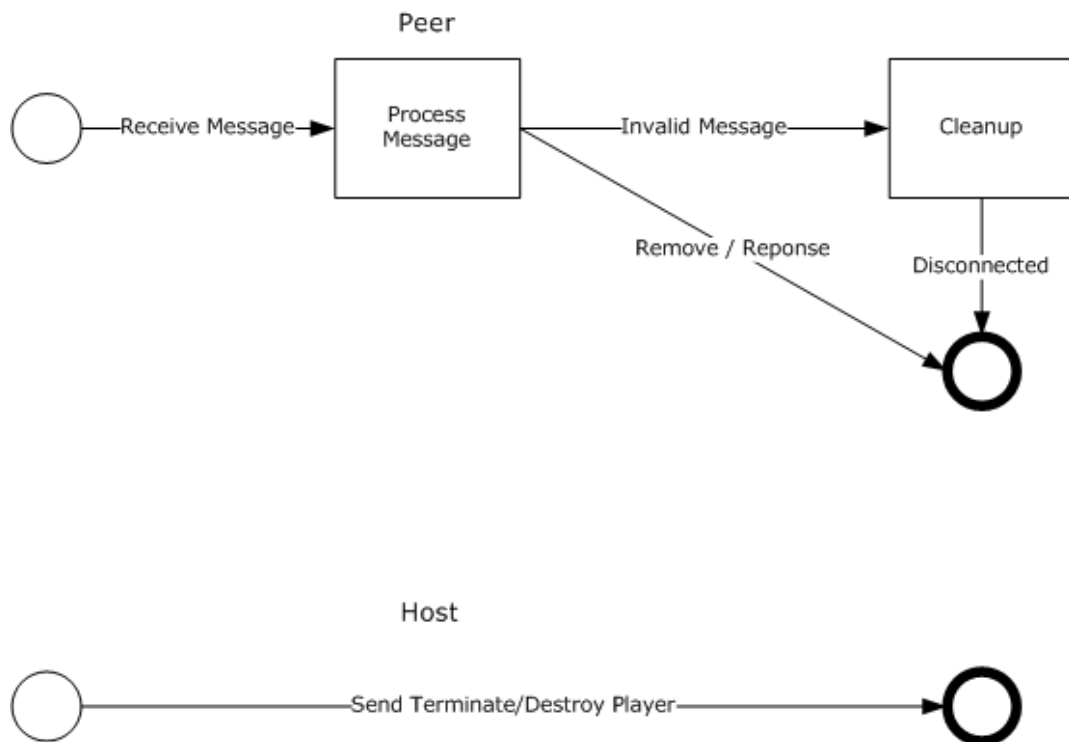 Peer
Receive Message
Process
Message
Invalid Message
Cleanup
Remove / Reponse
Disconnected
Host
Send Terminate/Destroy Player